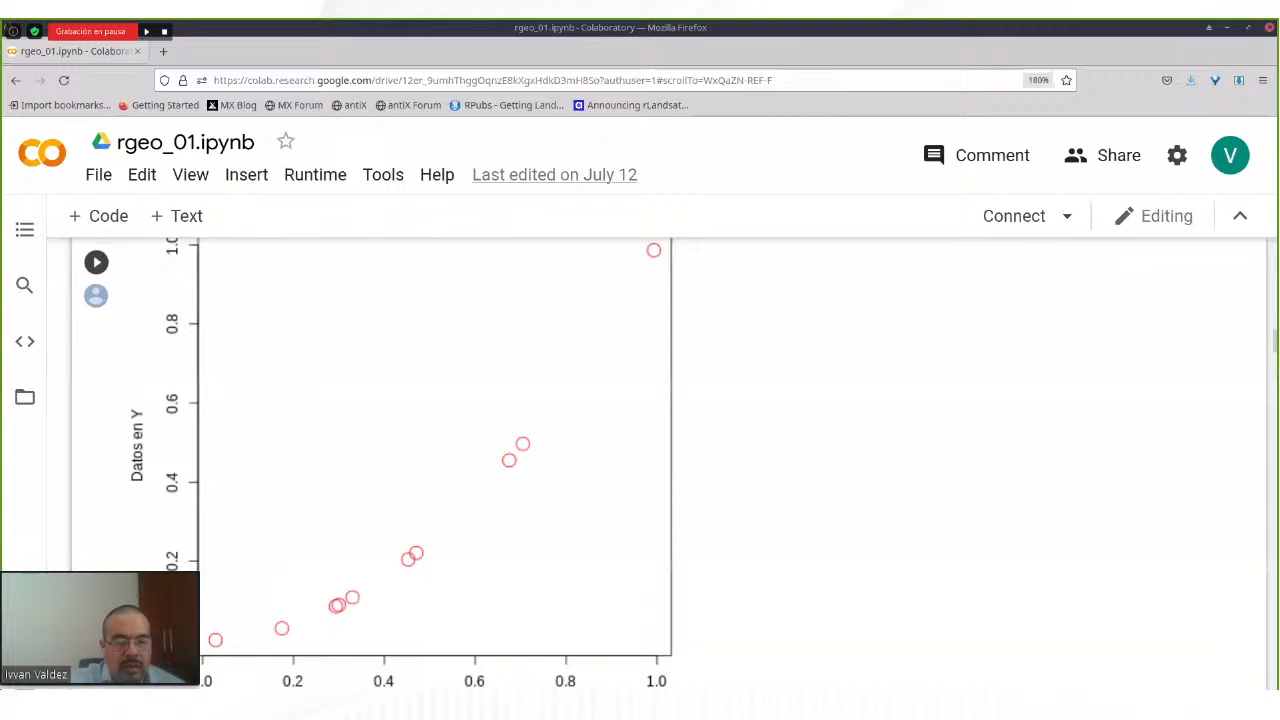 rgeo_01.ipynb - Colaboratory — Mozilla Firefox
Grabación en pausa
rgeo_01.ipynb - Colaborat
https://colab.research.google.com/drive/12er_9umhThggOqnzE8kXgxHdkD3mH8So?authuser=1#scrollTo=WxQaZN-REF-F
180%
Import bookmarks... Getting Started MX Blog MX Forum antiX antiX Forum RPubs - Getting Land... Announcing rLandsat...
rgeo_01.ipynb
Comment Share V
File Edit View Insert Runtime Tools Help Last edited on July 12
+ Code + Text Connect Editing
1.0
0.8
0.6
Datos en Y
0.4
0.2
Ivvan Valdez
.0 0.2 0.4 0.6 0.8 1.0